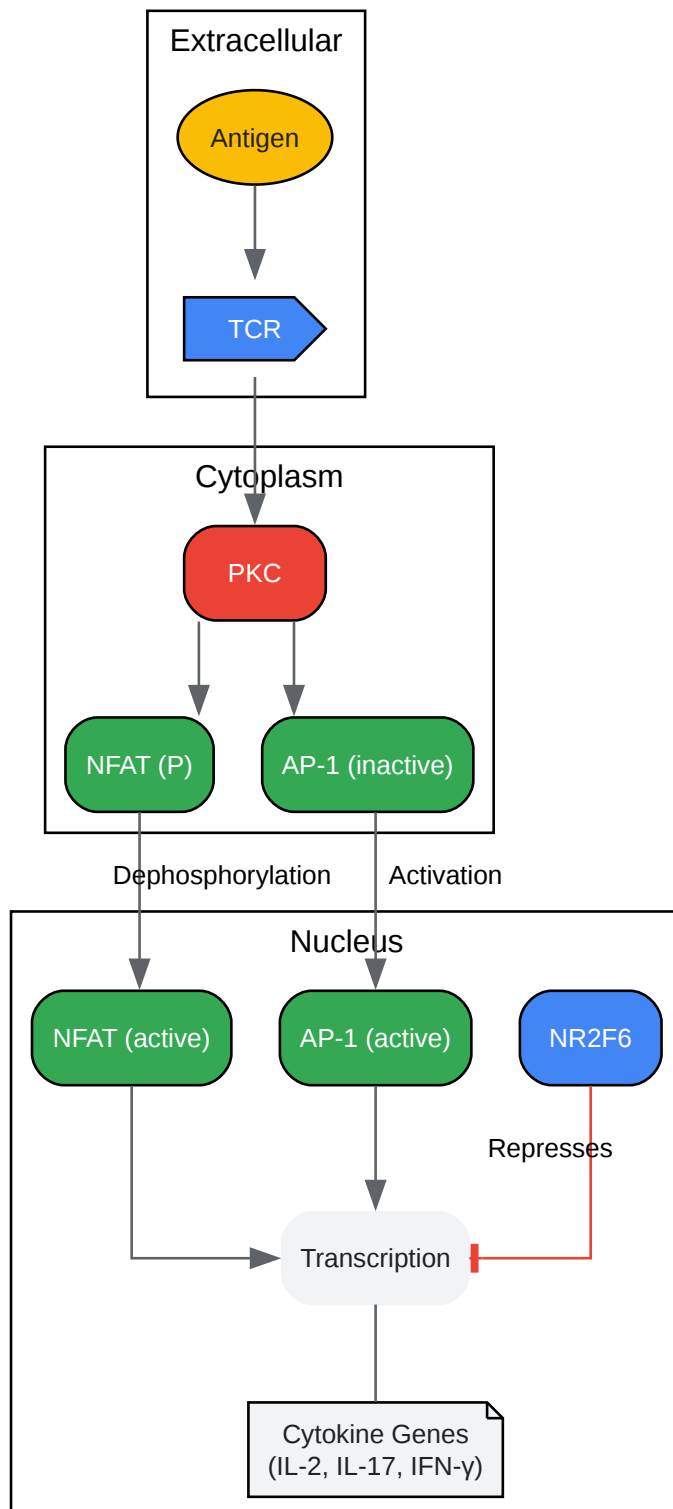 Extracellular
Antigen
TCR
Cytoplasm
PKC
NFAT (P)
AP-1 (inactive)
Dephosphorylation
Activation
Nucleus
NFAT (active)
AP-1 (active)
NR2F6
Represses
Transcription
Cytokine Genes
(IL-2, IL-17, IFN-γ)